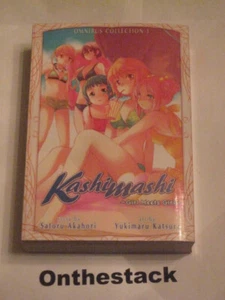 OMNIBUS COLLECTION 1
Kashimashi
Satoru Akahori
Yukimaru Katsura
Onthestack